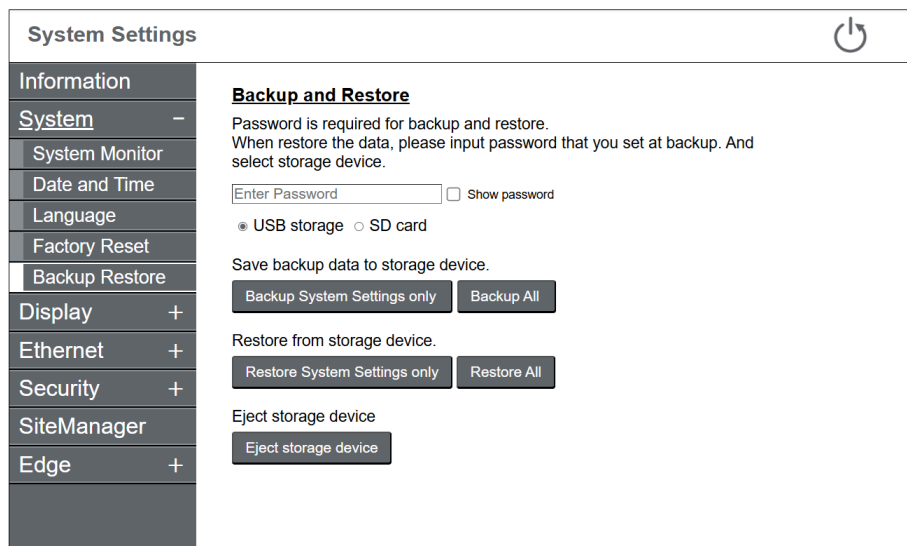 System Settings
Information
System −
System Monitor
Date and Time
Language
Factory Reset
Backup Restore
Display +
Ethernet +
Security +
SiteManager
Edge +
Backup and Restore
Password is required for backup and restore.
When restore the data, please input password that you set at backup. And
select storage device.
Enter Password Show password
USB storage SD card
Save backup data to storage device.
Backup System Settings only Backup All
Restore from storage device.
Restore System Settings only Restore All
Eject storage device
Eject storage device